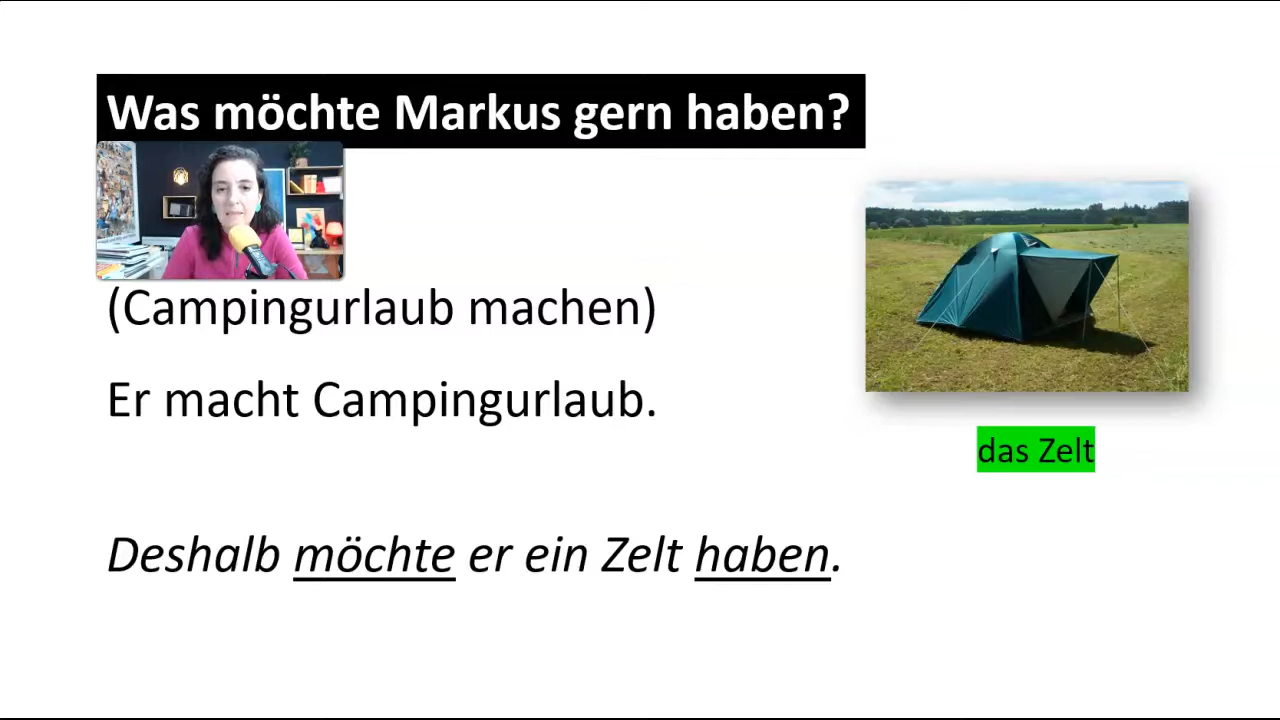 Was möchte Markus gern haben?
(Campingurlaub machen)
Er macht Campingurlaub.
das Zelt
Deshalb möchte er ein Zelt haben.